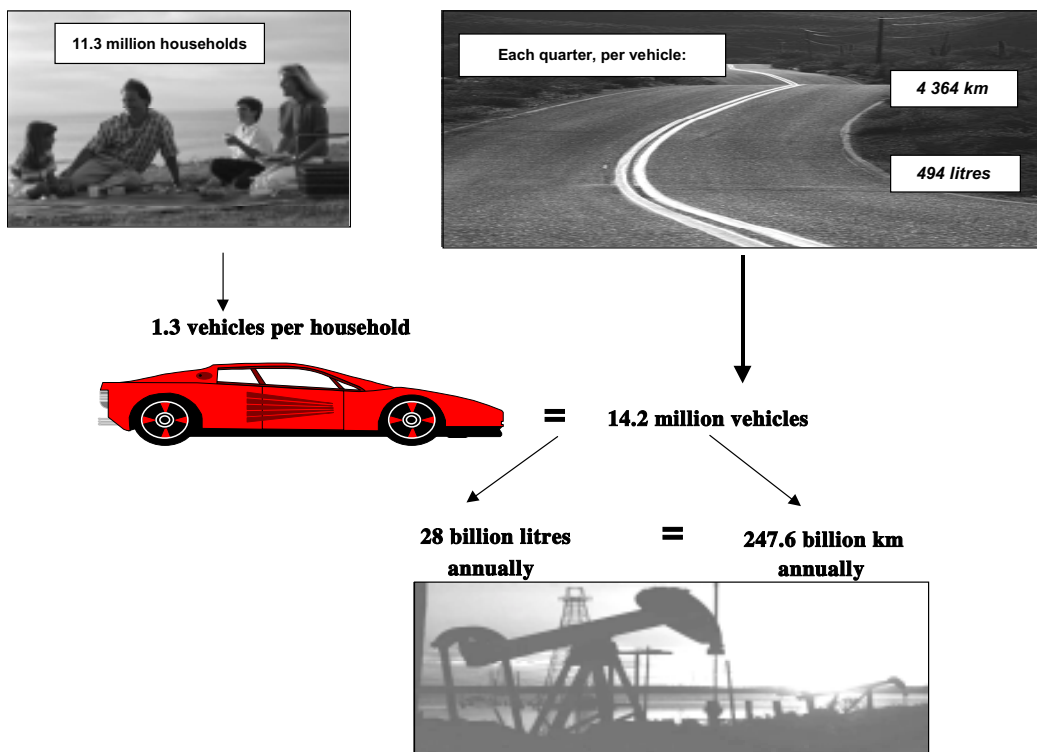 11.3 million households
Each quarter, per vehicle:
4 364 km
494 litres
1.3 vehicles per household
= 14.2 million vehicles
28 billion litres
annually
=
247.6 billion km
annually